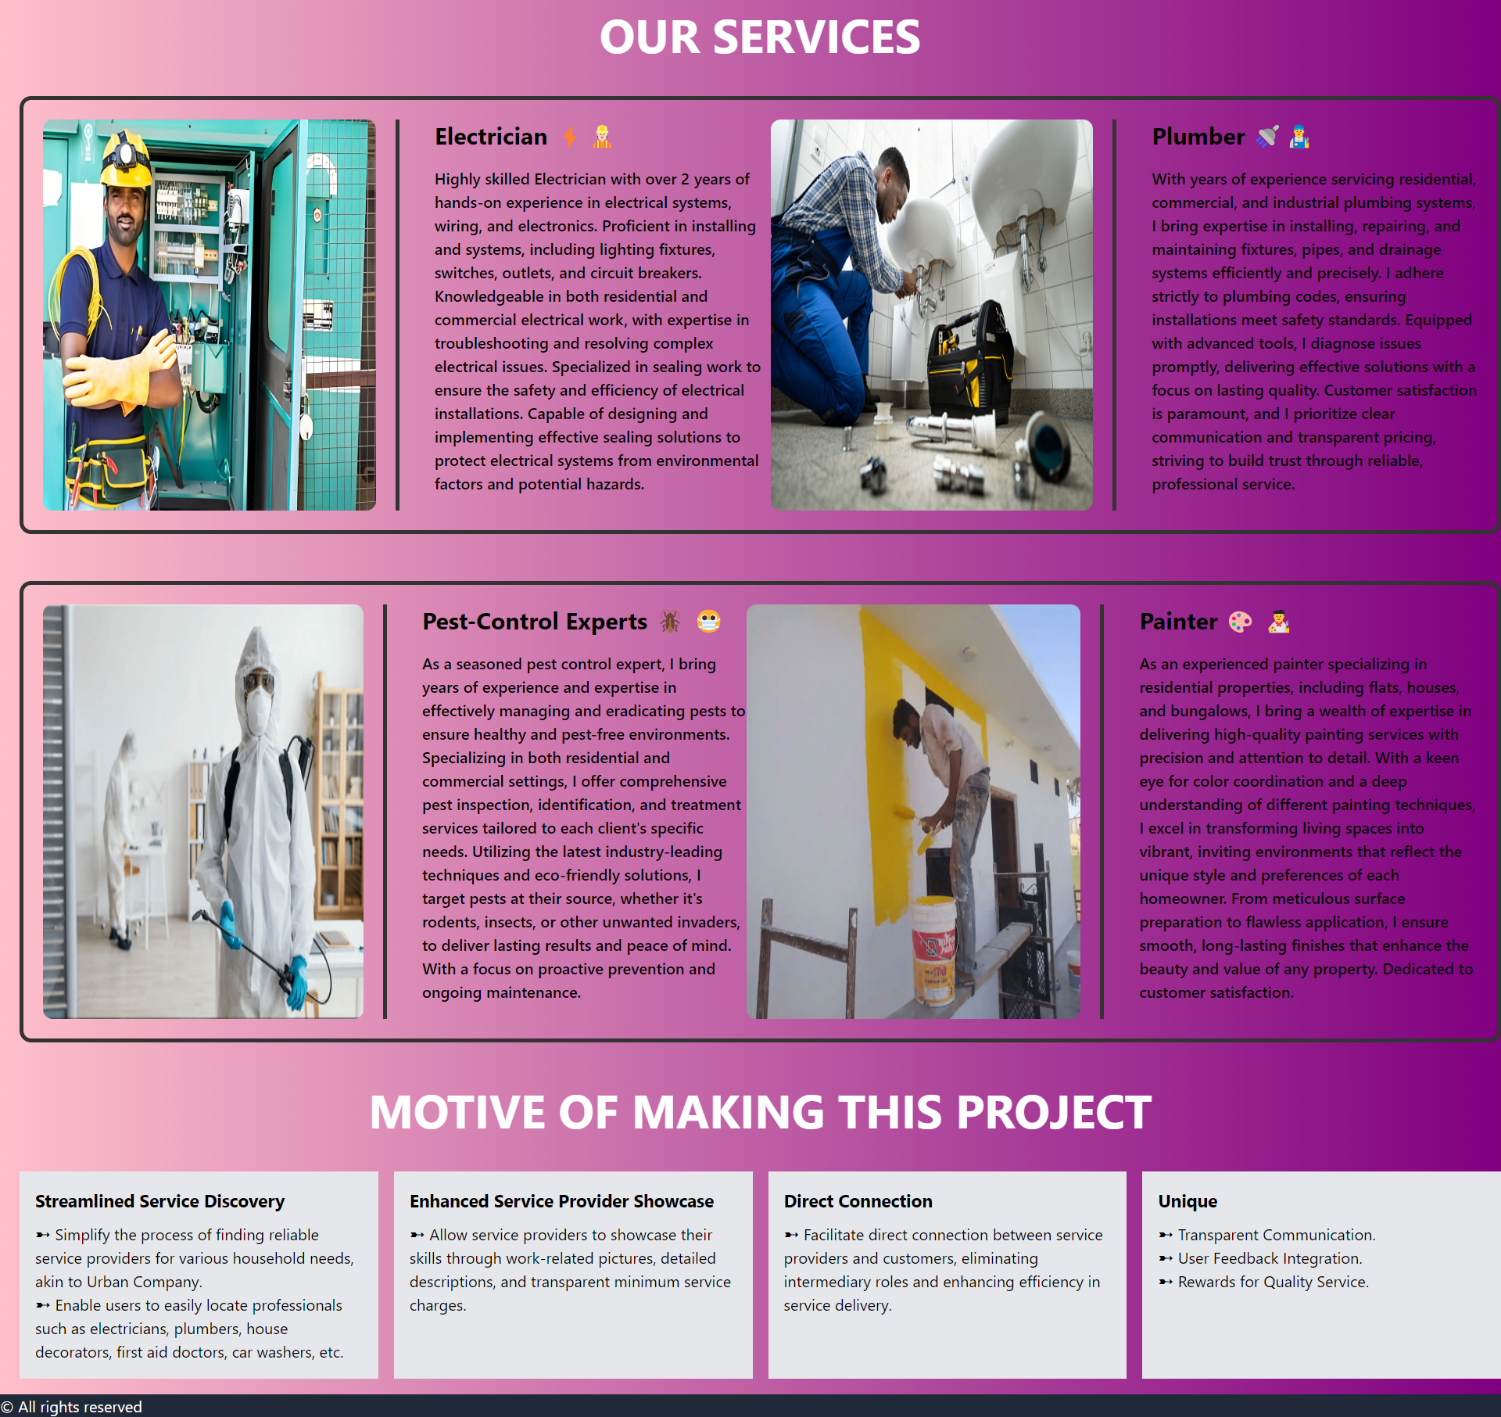 OUR SERVICES
Electrician ⚡ 👷
Highly skilled Electrician with over 2 years of
hands-on experience in electrical systems,
wiring, and electronics. Proficient in installing
and systems, including lighting fixtures,
switches, outlets, and circuit breakers.
Knowledgeable in both residential and
commercial electrical work, with expertise in
troubleshooting and resolving complex
electrical issues. Specialized in sealing work to
ensure the safety and efficiency of electrical
installations. Capable of designing and
implementing effective sealing solutions to
protect electrical systems from environmental
factors and potential hazards.
Plumber 🚿 👨‍🔧
With years of experience servicing residential,
commercial, and industrial plumbing systems,
I bring expertise in installing, repairing, and
maintaining fixtures, pipes, and drainage
systems efficiently and precisely. I adhere
strictly to plumbing codes, ensuring
installations meet safety standards. Equipped
with advanced tools, I diagnose issues
promptly, delivering effective solutions with a
focus on lasting quality. Customer satisfaction
is paramount, and I prioritize clear
communication and transparent pricing,
striving to build trust through reliable,
professional service.
Pest-Control Experts 🪳 😷
As a seasoned pest control expert, I bring
years of experience and expertise in
effectively managing and eradicating pests to
ensure healthy and pest-free environments.
Specializing in both residential and
commercial settings, I offer comprehensive
pest inspection, identification, and treatment
services tailored to each client's specific
needs. Utilizing the latest industry-leading
techniques and eco-friendly solutions, I
target pests at their source, whether it's
rodents, insects, or other unwanted invaders,
to deliver lasting results and peace of mind.
With a focus on proactive prevention and
ongoing maintenance.
Painter 🎨 👨‍🎨
As an experienced painter specializing in
residential properties, including flats, houses,
and bungalows, I bring a wealth of expertise in
delivering high-quality painting services with
precision and attention to detail. With a keen
eye for color coordination and a deep
understanding of different painting techniques,
I excel in transforming living spaces into
vibrant, inviting environments that reflect the
unique style and preferences of each
homeowner. From meticulous surface
preparation to flawless application, I ensure
smooth, long-lasting finishes that enhance the
beauty and value of any property. Dedicated to
customer satisfaction.
MOTIVE OF MAKING THIS PROJECT
Streamlined Service Discovery
➼ Simplify the process of finding reliable
service providers for various household needs,
akin to Urban Company.
➼ Enable users to easily locate professionals
such as electricians, plumbers, house
decorators, first aid doctors, car washers, etc.
Enhanced Service Provider Showcase
➼ Allow service providers to showcase their
skills through work-related pictures, detailed
descriptions, and transparent minimum service
charges.
Direct Connection
➼ Facilitate direct connection between service
providers and customers, eliminating
intermediary roles and enhancing efficiency in
service delivery.
Unique
➼ Transparent Communication.
➼ User Feedback Integration.
➼ Rewards for Quality Service.
© All rights reserved